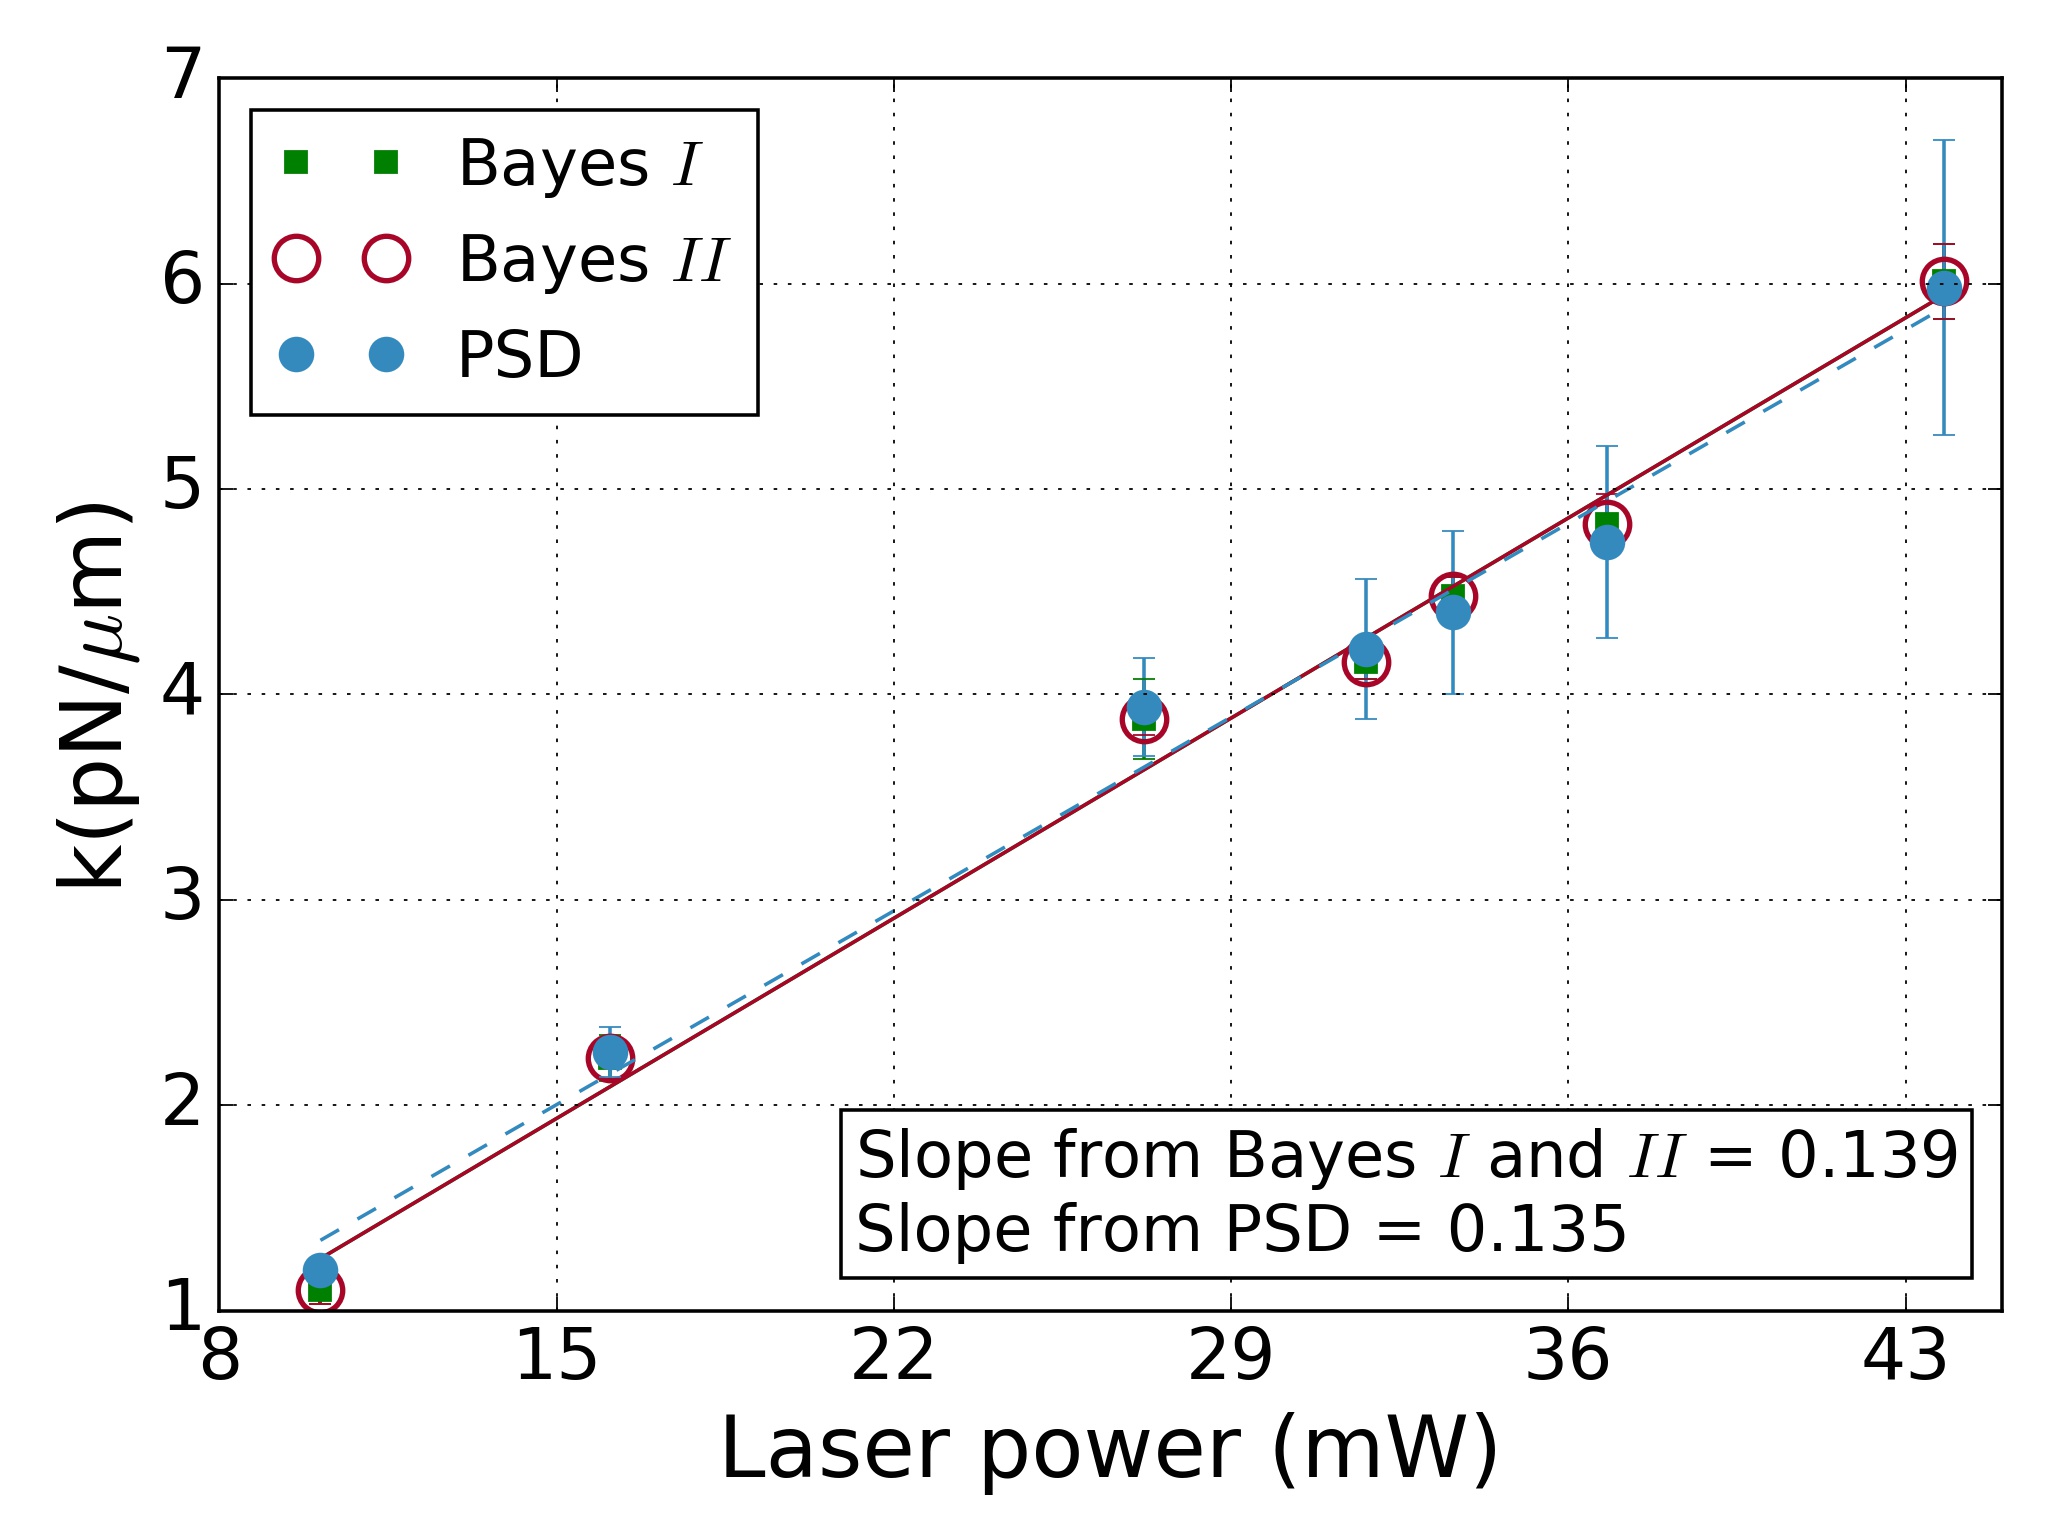 7
6
5
4
3
2
1
k(pN/μm)
Bayes I
Bayes II
PSD
Slope from Bayes I and II = 0.139
Slope from PSD = 0.135
8 15 22 29 36 43
Laser power (mW)